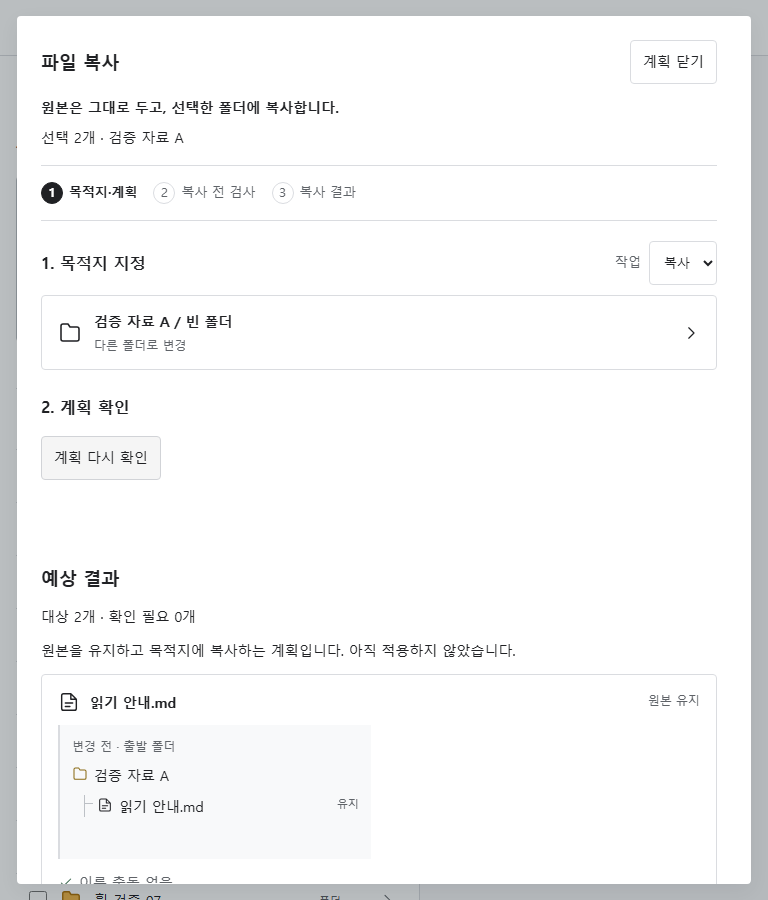 파일 복사
계획 닫기
원본은 그대로 두고, 선택한 폴더에 복사합니다.
선택 2개 · 검증 자료 A
1 목적지·계획 2 복사 전 검사 3 복사 결과
1. 목적지 지정
작업 복사
검증 자료 A / 빈 폴더
다른 폴더로 변경
2. 계획 확인
계획 다시 확인
예상 결과
대상 2개 · 확인 필요 0개
원본을 유지하고 목적지에 복사하는 계획입니다. 아직 적용하지 않았습니다.
읽기 안내.md
원본 유지
변경 전 · 출발 폴더
검증 자료 A
읽기 안내.md
유지
이름 충돌 없음